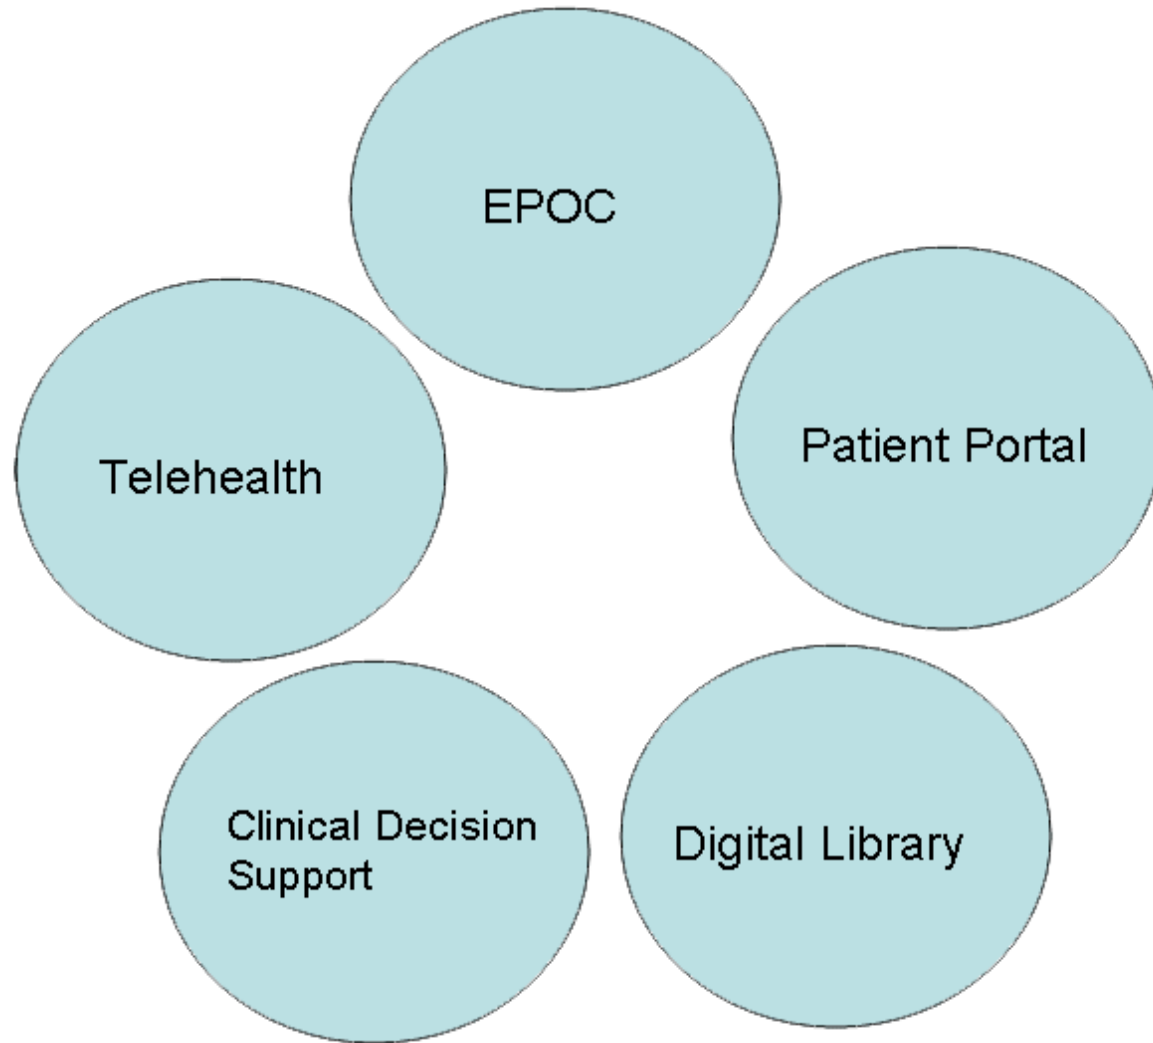 EPOC
Patient Portal
Telehealth
Clinical Decision
Support
Digital Library